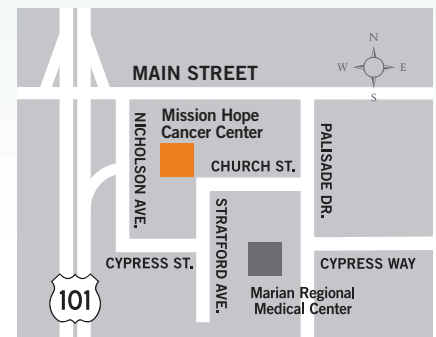 N
W E
S
MAIN STREET
Mission Hope
Cancer Center
NICHOLSON AVE.
CHURCH ST.
PALISADE DR.
STRATFORD AVE.
CYPRESS ST.
CYPRESS WAY
101
Marian Regional
Medical Center